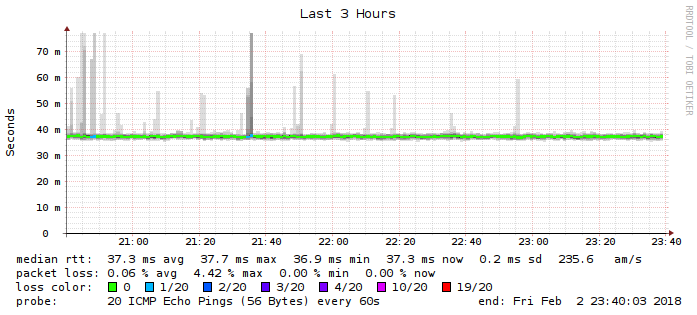 Last 3 Hours
RRDTOOL / TOBI OETIKER
Seconds
70 m
60 m
50 m
40 m
30 m
20 m
10 m
0
21:00 21:20 21:40 22:00 22:20 22:40 23:00 23:20 23:40
median rtt: 37.3 ms avg 37.7 ms max 36.9 ms min 37.3 ms now 0.2 ms sd 235.6 am/s
packet loss: 0.06 % avg 4.42 % max 0.00 % min 0.00 % now
loss color: 0 1/20 2/20 3/20 4/20 10/20 19/20
probe: 20 ICMP Echo Pings (56 Bytes) every 60s end: Fri Feb 2 23:40:03 2018